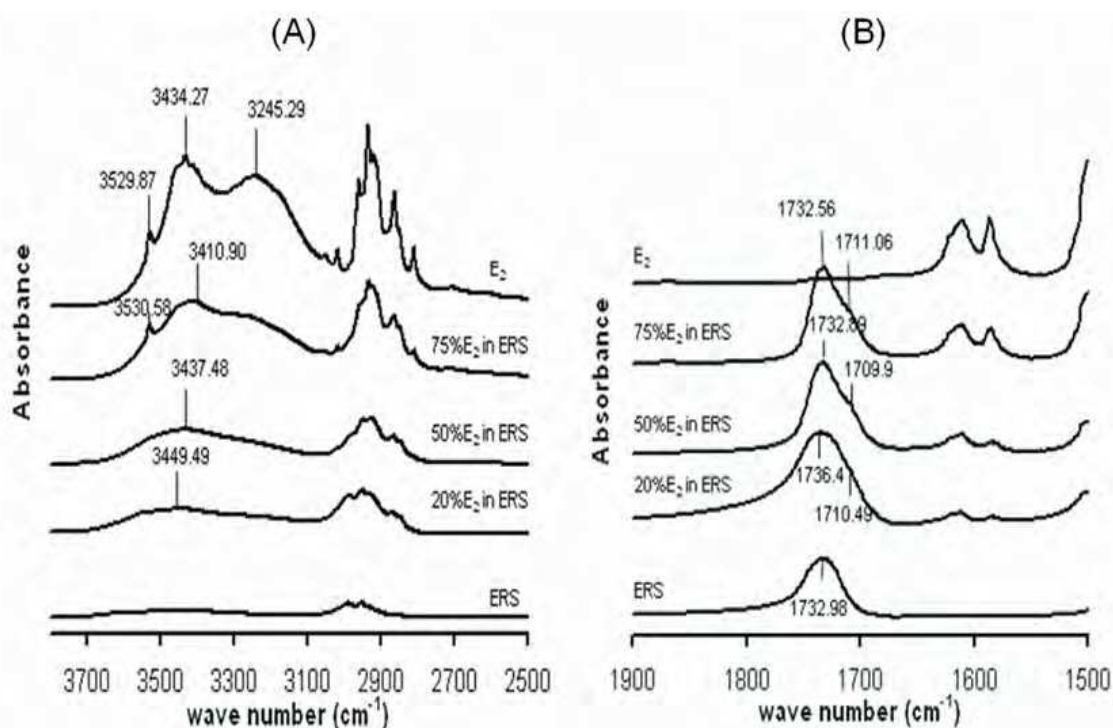 (A)
(B)
Absorbance
3434.27
3245.29
3529.87
E₂
3410.90
3530.58
75%E₂ in ERS
3437.48
50%E₂ in ERS
3449.49
20%E₂ in ERS
ERS
3700 3500 3300 3100 2900 2700 2500
wave number (cm⁻¹)
Absorbance
1732.56
1711.06
E₂
1732.89
75%E₂ in ERS
1709.9
50%E₂ in ERS
1736.4
20%E₂ in ERS
1710.49
ERS
1732.98
1900 1800 1700 1600 1500
wave number (cm⁻¹)